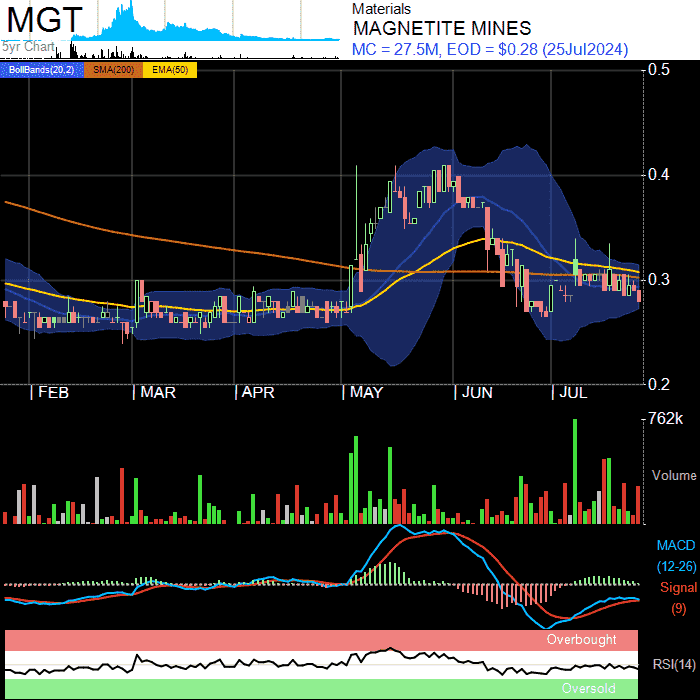 MGT
5yr Chart
Materials
MAGNETITE MINES
MC = 27.5M, EOD = $0.28 (25Jul2024)
BollBands(20,2) SMA(200) EMA(50)
0.5
0.4
0.3
0.2
FEB MAR APR MAY JUN JUL
762k
Volume
MACD
(12-26)
Signal
(9)
Overbought
RSI(14)
Oversold